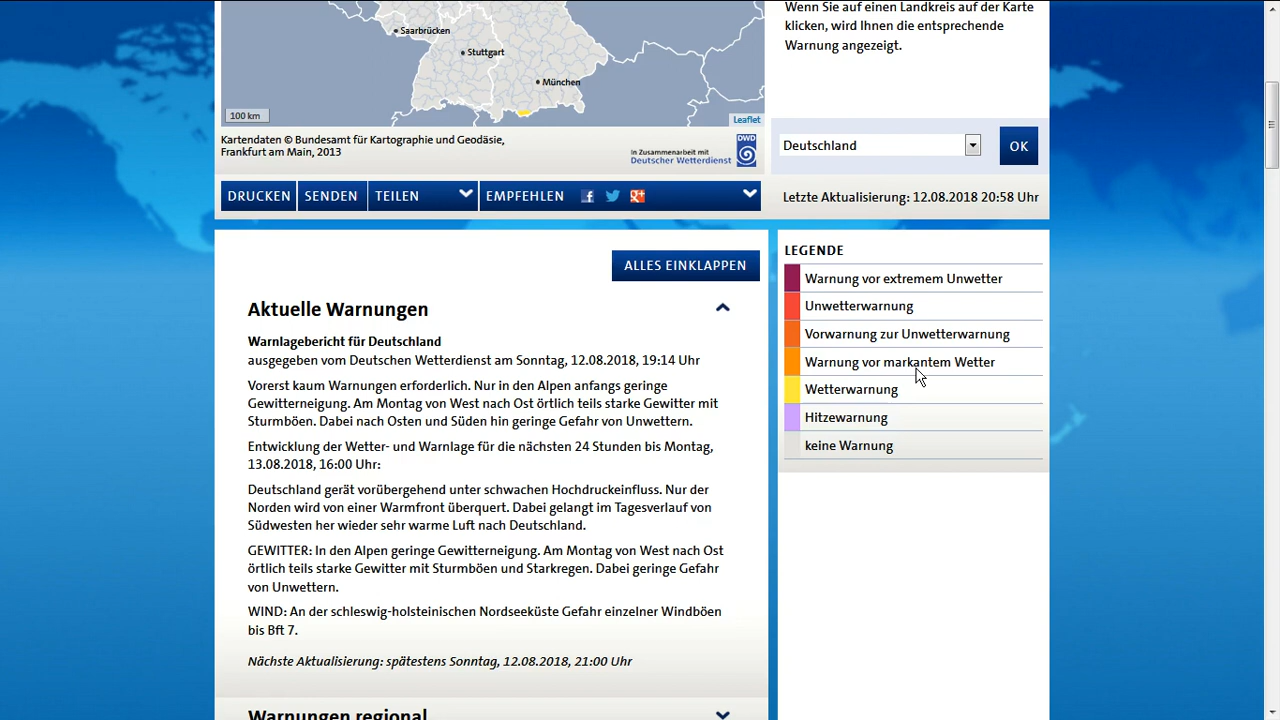 Wenn Sie auf einen Landkreis auf der Karte
klicken, wird Ihnen die entsprechende
Warnung angezeigt.
Saarbrücken
Stuttgart
München
100 km
Leaflet
Kartendaten © Bundesamt für Kartographie und Geodäsie,
Frankfurt am Main, 2013
In Zusammenarbeit mit
Deutscher Wetterdienst
DWD
Deutschland
OK
DRUCKEN
SENDEN
TEILEN
EMPFEHLEN
Letzte Aktualisierung: 12.08.2018 20:58 Uhr
ALLES EINKLAPPEN
Aktuelle Warnungen
Warnlagebericht für Deutschland
ausgegeben vom Deutschen Wetterdienst am Sonntag, 12.08.2018, 19:14 Uhr
Vorerst kaum Warnungen erforderlich. Nur in den Alpen anfangs geringe
Gewitterneigung. Am Montag von West nach Ost örtlich teils starke Gewitter mit
Sturmböen. Dabei nach Osten und Süden hin geringe Gefahr von Unwettern.
Entwicklung der Wetter- und Warnlage für die nächsten 24 Stunden bis Montag,
13.08.2018, 16:00 Uhr:
Deutschland gerät vorübergehend unter schwachen Hochdruckeinfluss. Nur der
Norden wird von einer Warmfront überquert. Dabei gelangt im Tagesverlauf von
Südwesten her wieder sehr warme Luft nach Deutschland.
GEWITTER: In den Alpen geringe Gewitterneigung. Am Montag von West nach Ost
örtlich teils starke Gewitter mit Sturmböen und Starkregen. Dabei geringe Gefahr
von Unwettern.
WIND: An der schleswig-holsteinischen Nordseeküste Gefahr einzelner Windböen
bis Bft 7.
Nächste Aktualisierung: spätestens Sonntag, 12.08.2018, 21:00 Uhr
Warnungen regional
LEGENDE
Warnung vor extremem Unwetter
Unwetterwarnung
Vorwarnung zur Unwetterwarnung
Warnung vor markantem Wetter
Wetterwarnung
Hitzewarnung
keine Warnung